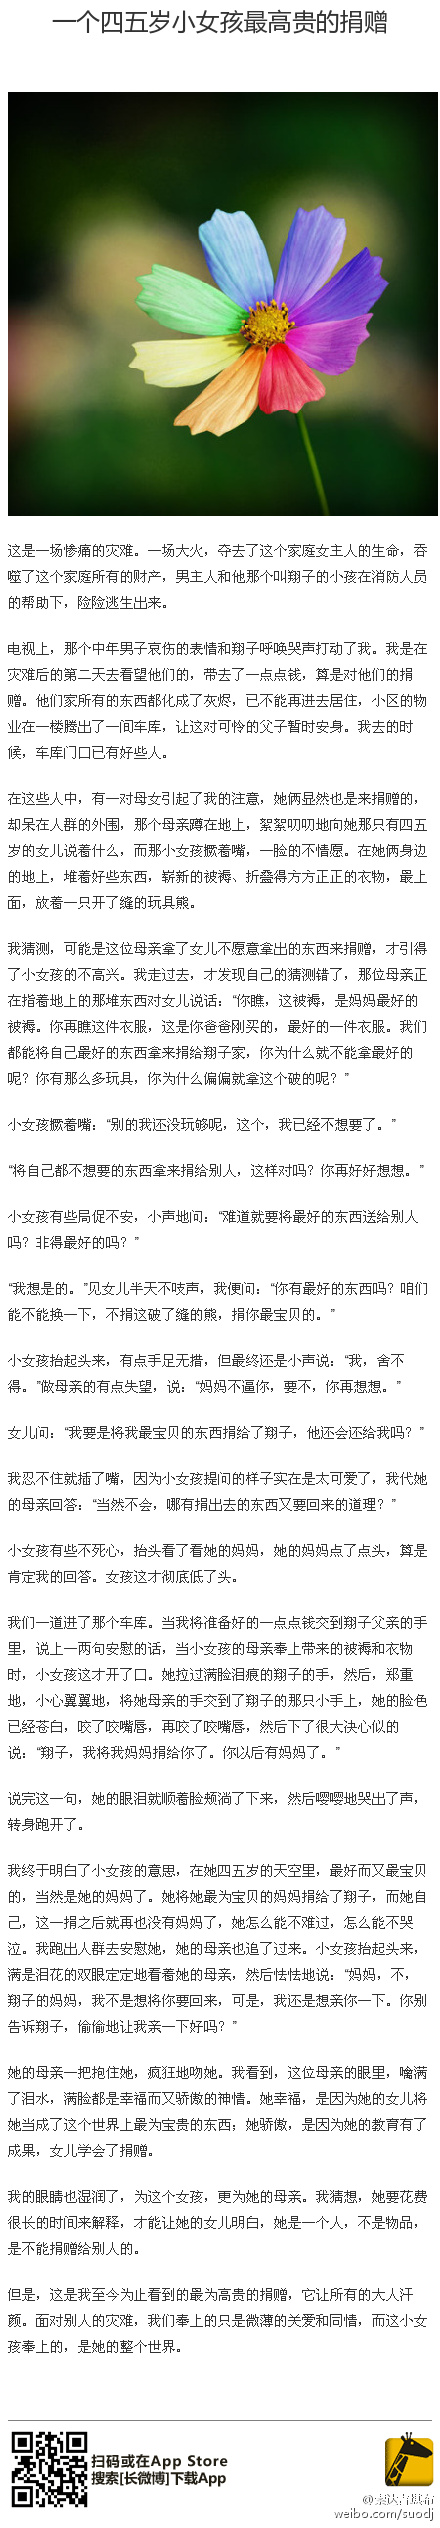 一个四五岁小女孩最高贵的捐赠
这是一场惨痛的灾难。一场大火，夺去了这个家庭女主人的生命，吞
噬了这个家庭所有的财产，男主人和他那个叫翔子的小孩在消防人员
的帮助下，险险逃生出来。
电视上，那个中年男子哀伤的表情和翔子呼唤哭声打动了我。我是在
灾难后的第二天去看望他们的，带去了一点点钱，算是对他们的捐
赠。他们家所有的东西都化成了灰烬，已不能再进去居住，小区的物
业在一楼腾出了一间车库，让这对可怜的父子暂时安身。我去的时
候，车库门口已有好些人。
在这些人中，有一对母女引起了我的注意，她俩显然也是来捐赠的，
却呆在人群的外围，那个母亲蹲在地上，絮絮叨叨地向她那只有四五
岁的女儿说着什么，而那小女孩撅着嘴，一脸的不情愿。在她俩身边
的地上，堆着好些东西，崭新的被褥、折叠得方方正正的衣物，最上
面，放着一只开了缝的玩具熊。
我猜测，可能是这位母亲拿了女儿不愿意拿出的东西来捐赠，才引得
了小女孩的不高兴。我走过去，才发现自己的猜测错了，那位母亲正
在指着地上的那堆东西对女儿说话：“你瞧，这被褥，是妈妈最好的
被褥。你再瞧这件衣服，这是你爸爸刚买的，最好的一件衣服。我们
都能将自己最好的东西拿来捐给翔子家，你为什么就不能拿最好的
呢？你有那么多玩具，你为什么偏偏就拿这个破的呢？”
小女孩撅着嘴：“别的我还没玩够呢，这个，我已经不想要了。”
“将自己都不想要的东西拿来捐给别人，这样对吗？你再好好想想。”
小女孩有些局促不安，小声地问：“难道就要将最好的东西送给别人
吗？非得最好的吗？”
“我想是的。”见女儿半天不吱声，我便问：“你有最好的东西吗？咱们
能不能换一下，不捐这破了缝的熊，捐你最宝贝的。”
小女孩抬起头来，有点手足无措，但最终还是小声说：“我，舍不
得。”做母亲的有点失望，说：“妈妈不逼你，要不，你再想想。”
女儿问：“我要是将我最宝贝的东西捐给了翔子，他还会还给我吗？”
我忍不住就插了嘴，因为小女孩提问的样子实在是太可爱了，我代她
的母亲回答：“当然不会，哪有捐出去的东西又要回来的道理？”
小女孩有些不死心，抬头看了看她的妈妈，她的妈妈点了点头，算是
肯定我的回答。女孩这才彻底低了头。
我们一道进了那个车库。当我将准备好的一点点钱交到翔子父亲的手
里，说上一两句安慰的话，当小女孩的母亲奉上带来的被褥和衣物
时，小女孩这才开了口。她拉过满脸泪痕的翔子的手，然后，郑重
地，小心翼翼地，将她母亲的手交到了翔子的那只小手上，她的脸色
已经苍白，咬了咬嘴唇，再咬了咬嘴唇，然后下了很大决心似的
说：“翔子，我将我妈妈捐给你了。你以后有妈妈了。”
说完这一句，她的眼泪就顺着脸颊淌了下来，然后嘤嘤地哭出了声，
转身跑开了。
我终于明白了小女孩的意思，在她四五岁的天空里，最好而又最宝贝
的，当然是她的妈妈了。她将她最为宝贝的妈妈捐给了翔子，而她自
己，这一捐之后就再也没有妈妈了，她怎么能不难过，怎么能不哭
泣。我跑出人群去安慰她，她的母亲也追了过来。小女孩抬起头来，
满是泪花的双眼定定地看着她的母亲，然后怯怯地说：“妈妈，不，
翔子的妈妈，我不是想将你要回来，可是，我还是想亲你一下。你别
告诉翔子，偷偷地让我亲一下好吗？”
她的母亲一把抱住她，疯狂地吻她。我看到，这位母亲的眼里，噙满
了泪水，满脸都是幸福而又骄傲的神情。她幸福，是因为她的女儿将
她当成了这个世界上最为宝贵的东西；她骄傲，是因为她的教育有了
成果，女儿学会了捐赠。
我的眼睛也湿润了，为这个女孩，更为她的母亲。我猜想，她要花费
很长的时间来解释，才能让她的女儿明白，她是一个人，不是物品，
是不能捐赠给别人的。
但是，这是我至今为止看到的最为高贵的捐赠，它让所有的大人汗
颜。面对别人的灾难，我们奉上的只是微薄的关爱和同情，而这小女
孩奉上的，是她的整个世界。
扫码或在App Store
搜索[长微博]下载App
weibo.com/suodj